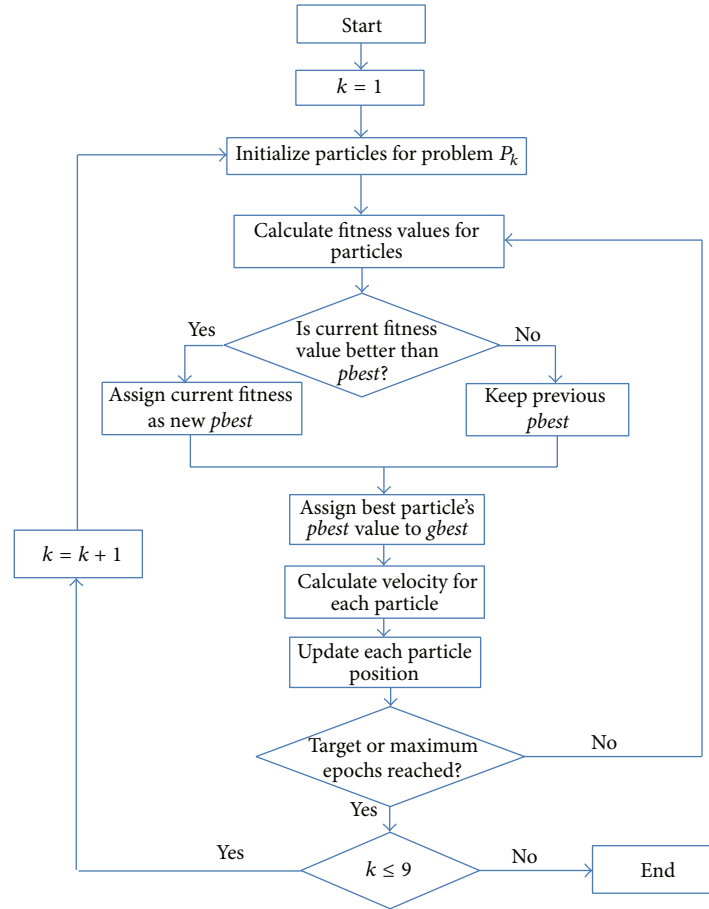 Start
k = 1
Initialize particles for problem Pₖ
Calculate fitness values for
particles
Yes
Is current fitness
value better than
pbest?
No
Assign current fitness
as new pbest
Keep previous
pbest
Assign best particle's
pbest value to gbest
k = k + 1
Calculate velocity for
each particle
Update each particle
position
Target or maximum
epochs reached?
No
Yes
Yes
k ≤ 9
No
End